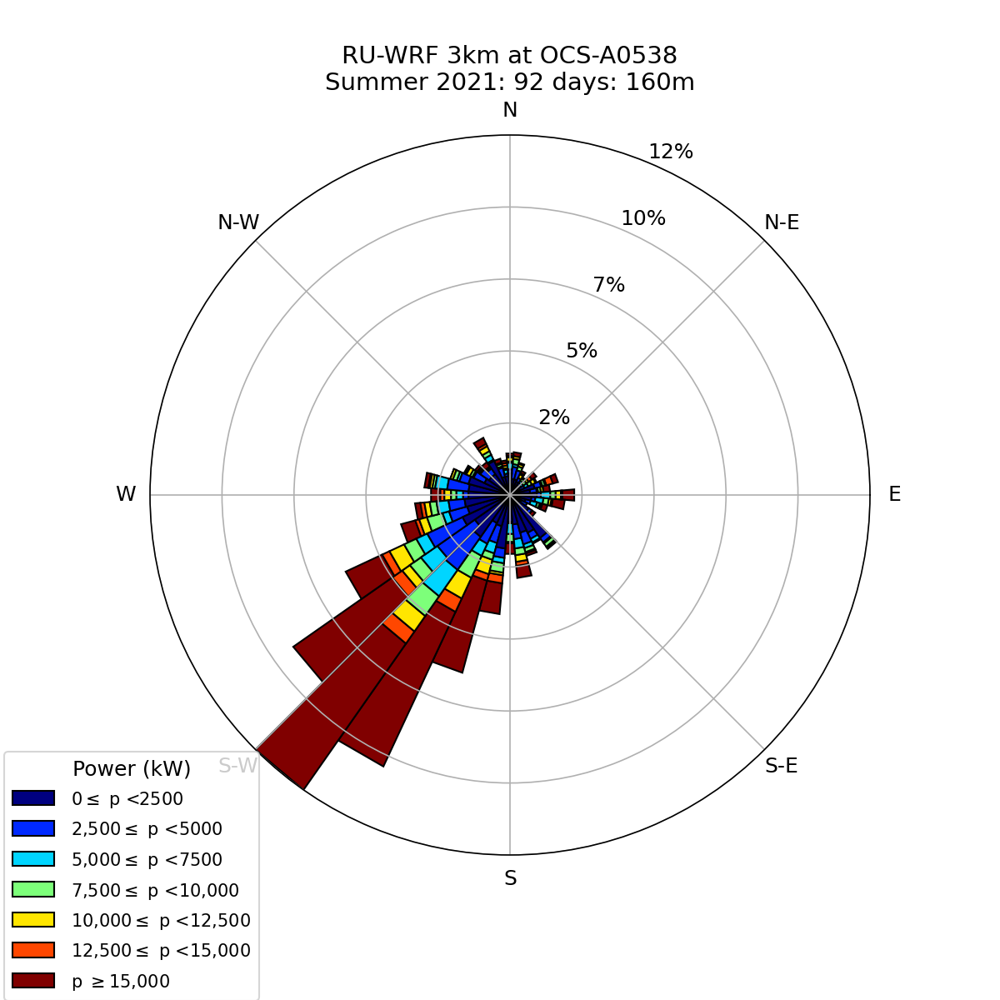 RU-WRF 3km at OCS-A0538
Summer 2021: 92 days: 160m
N
12%
N-W
N-E
10%
7%
5%
2%
W
E
S-W
S-E
S
Power (kW)
0≤ p <2500
2,500≤ p <5000
5,000≤ p <7500
7,500≤ p <10,000
10,000≤ p <12,500
12,500≤ p <15,000
p ≥15,000